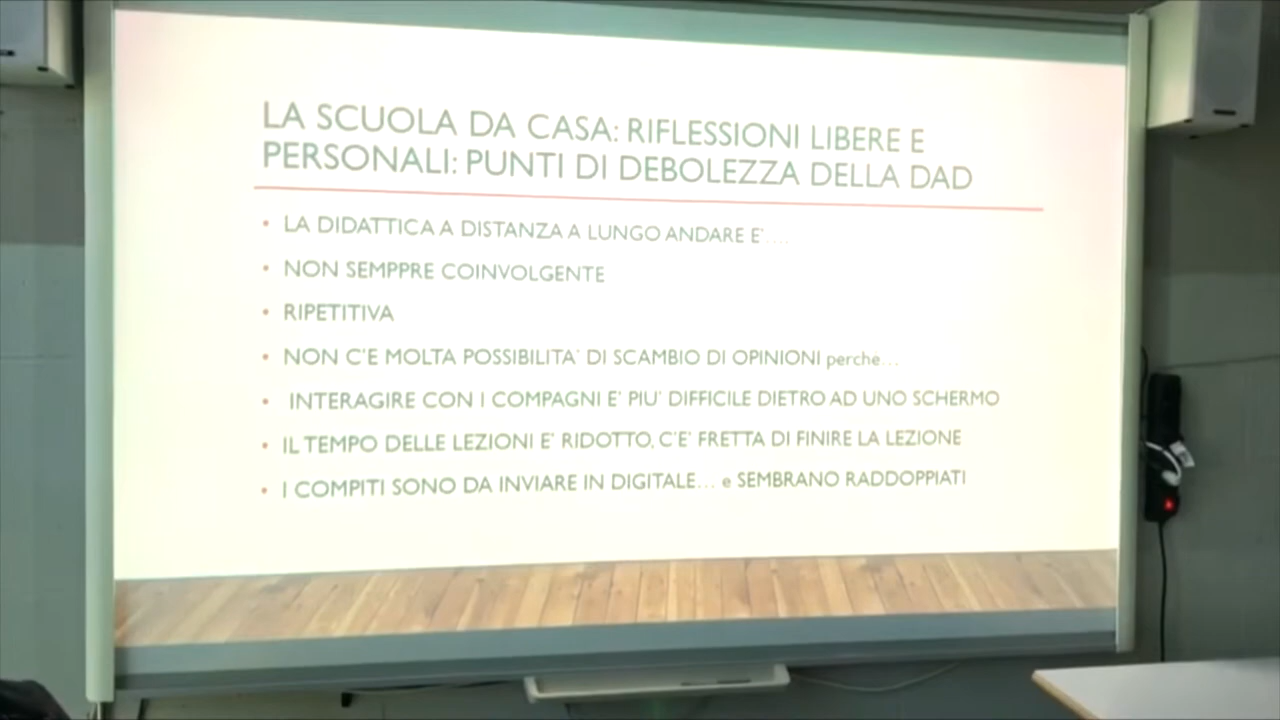 LA SCUOLA DA CASA: RIFLESSIONI LIBERE E
PERSONALI: PUNTI DI DEBOLEZZA DELLA DAD
• LA DIDATTICA A DISTANZA A LUNGO ANDARE E'….
• NON SEMPPRE COINVOLGENTE
• RIPETITIVA
• NON C'E MOLTA POSSIBILITA' DI SCAMBIO DI OPINIONI perche…
• INTERAGIRE CON I COMPAGNI E' PIU' DIFFICILE DIETRO AD UNO SCHERMO
• IL TEMPO DELLE LEZIONI E' RIDOTTO, C'E' FRETTA DI FINIRE LA LEZIONE
• I COMPITI SONO DA INVIARE IN DIGITALE… e SEMBRANO RADDOPPIATI